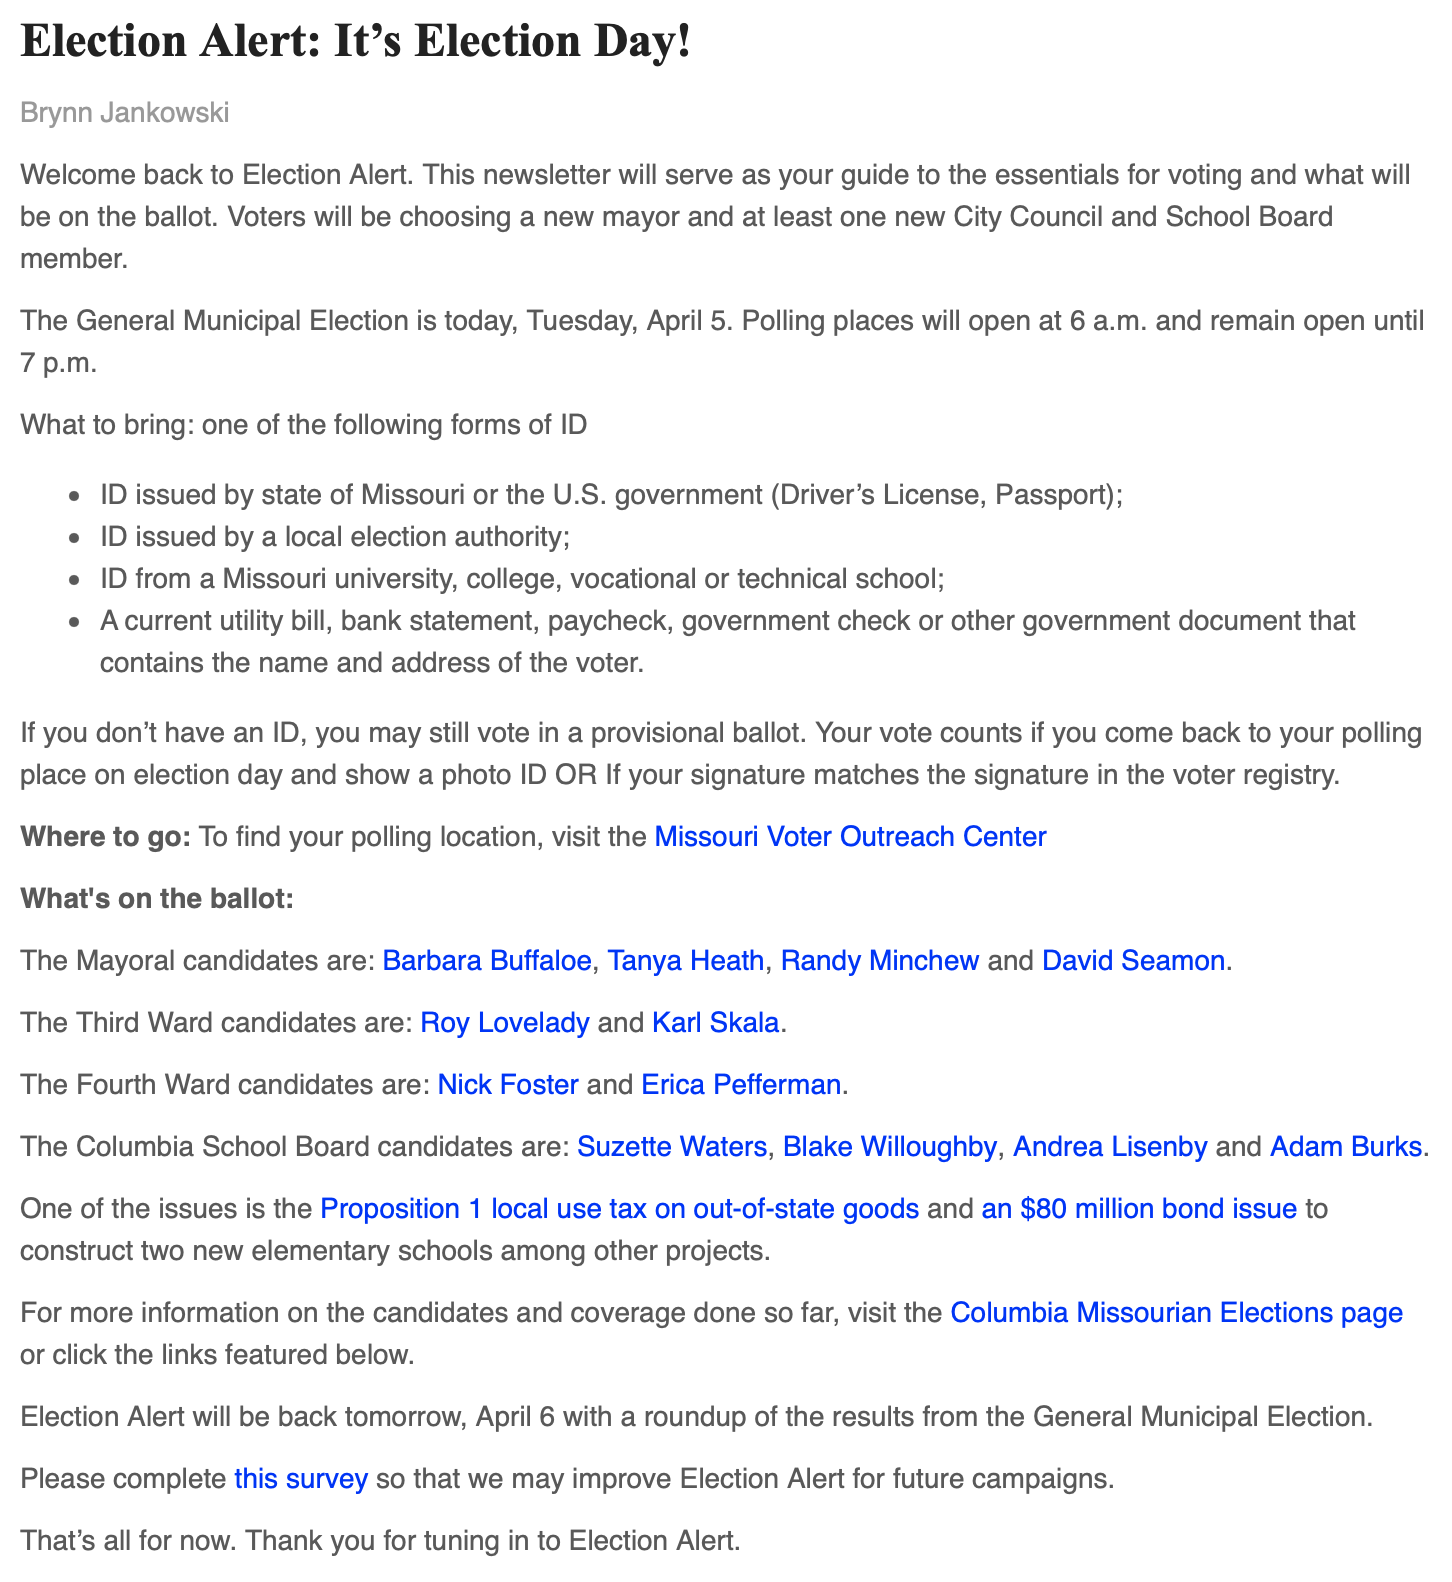 Election Alert: It’s Election Day!
Brynn Jankowski
Welcome back to Election Alert. This newsletter will serve as your guide to the essentials for voting and what will
be on the ballot. Voters will be choosing a new mayor and at least one new City Council and School Board
member.
The General Municipal Election is today, Tuesday, April 5. Polling places will open at 6 a.m. and remain open until
7 p.m.
What to bring: one of the following forms of ID
• ID issued by state of Missouri or the U.S. government (Driver’s License, Passport);
• ID issued by a local election authority;
• ID from a Missouri university, college, vocational or technical school;
• A current utility bill, bank statement, paycheck, government check or other government document that
contains the name and address of the voter.
If you don’t have an ID, you may still vote in a provisional ballot. Your vote counts if you come back to your polling
place on election day and show a photo ID OR If your signature matches the signature in the voter registry.
Where to go: To find your polling location, visit the Missouri Voter Outreach Center
What's on the ballot:
The Mayoral candidates are: Barbara Buffaloe, Tanya Heath, Randy Minchew and David Seamon.
The Third Ward candidates are: Roy Lovelady and Karl Skala.
The Fourth Ward candidates are: Nick Foster and Erica Pefferman.
The Columbia School Board candidates are: Suzette Waters, Blake Willoughby, Andrea Lisenby and Adam Burks.
One of the issues is the Proposition 1 local use tax on out-of-state goods and an $80 million bond issue to
construct two new elementary schools among other projects.
For more information on the candidates and coverage done so far, visit the Columbia Missourian Elections page
or click the links featured below.
Election Alert will be back tomorrow, April 6 with a roundup of the results from the General Municipal Election.
Please complete this survey so that we may improve Election Alert for future campaigns.
That’s all for now. Thank you for tuning in to Election Alert.